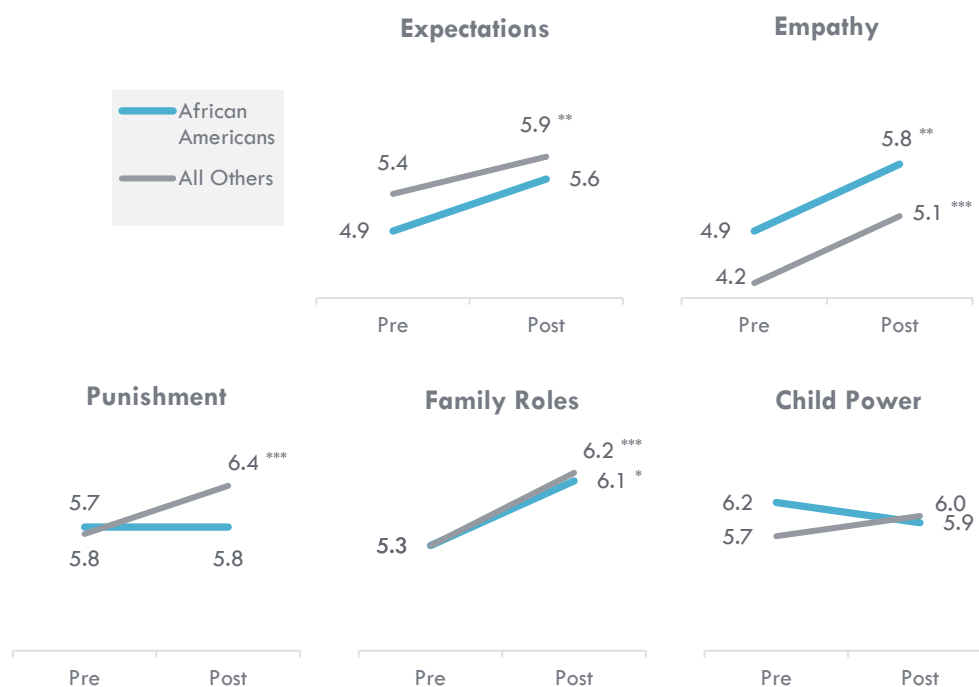 Expectations
Empathy
African
Americans
All Others
5.4
5.9 **
4.9
5.6
Pre
Post
5.8 **
4.9
5.1 ***
4.2
Pre
Post
Punishment
Family Roles
Child Power
5.7
6.4 ***
5.8
5.8
Pre
Post
6.2 ***
6.1 *
5.3
Pre
Post
6.2
6.0
5.7
5.9
Pre
Post